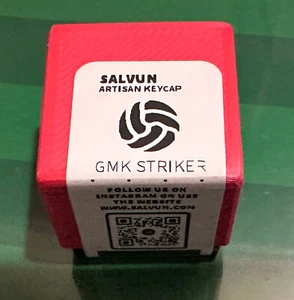 SALVUN
ARTISAN KEYCAP
GMK STRIKER
FOLLOW US ON
INSTAGRAM OR USE
THE WEBSITE
WWW.SALVUN.COM